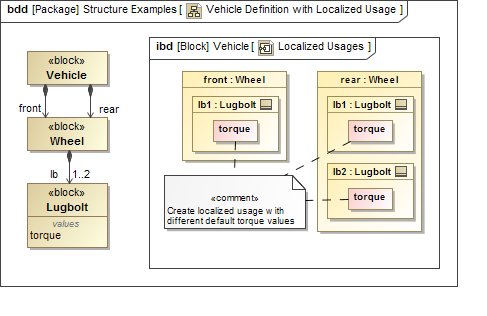 bdd [Package] Structure Examples [ Vehicle Definition with Localized Usage ]
«block»
Vehicle
front
rear
«block»
Wheel
lb
1..2
«block»
Lugbolt
values
torque
ibd [Block] Vehicle [ Localized Usages ]
front : Wheel
lb1 : Lugbolt
torque
rear : Wheel
lb1 : Lugbolt
torque
lb2 : Lugbolt
torque
«comment»
Create localized usage with
different default torque values